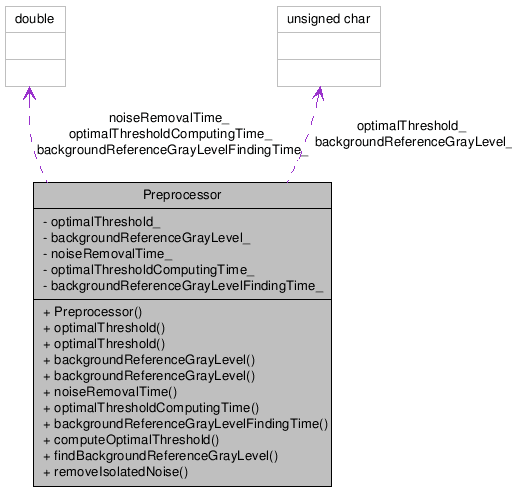 double
unsigned char
noiseRemovalTime_
optimalThresholdComputingTime_
backgroundReferenceGrayLevelFindingTime_
optimalThreshold_
backgroundReferenceGrayLevel_
Preprocessor
- optimalThreshold_
- backgroundReferenceGrayLevel_
- noiseRemovalTime_
- optimalThresholdComputingTime_
- backgroundReferenceGrayLevelFindingTime_
+ Preprocessor()
+ optimalThreshold()
+ optimalThreshold()
+ backgroundReferenceGrayLevel()
+ backgroundReferenceGrayLevel()
+ noiseRemovalTime()
+ optimalThresholdComputingTime()
+ backgroundReferenceGrayLevelFindingTime()
+ computeOptimalThreshold()
+ findBackgroundReferenceGrayLevel()
+ removeIsolatedNoise()